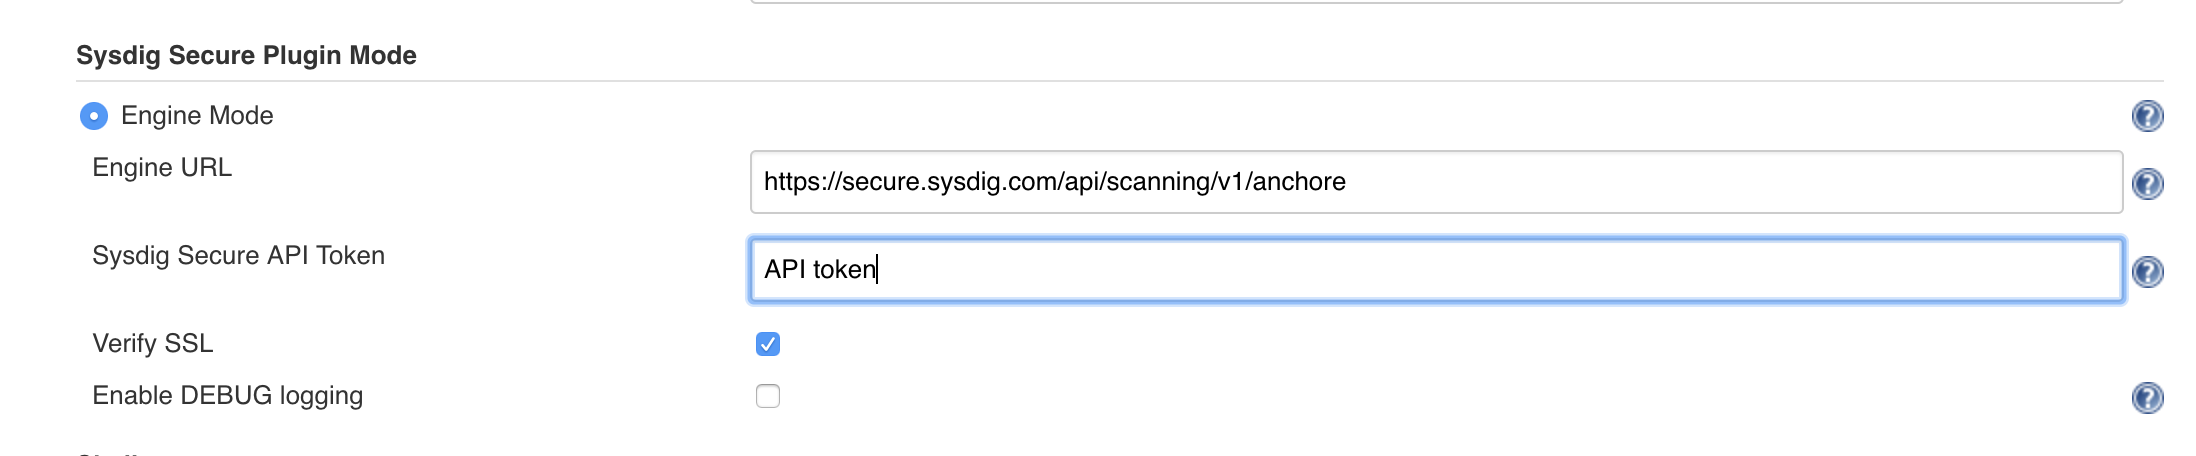 Sysdig Secure Plugin Mode
Engine Mode
Engine URL
https://secure.sysdig.com/api/scanning/v1/anchore
Sysdig Secure API Token
API token
Verify SSL
Enable DEBUG logging